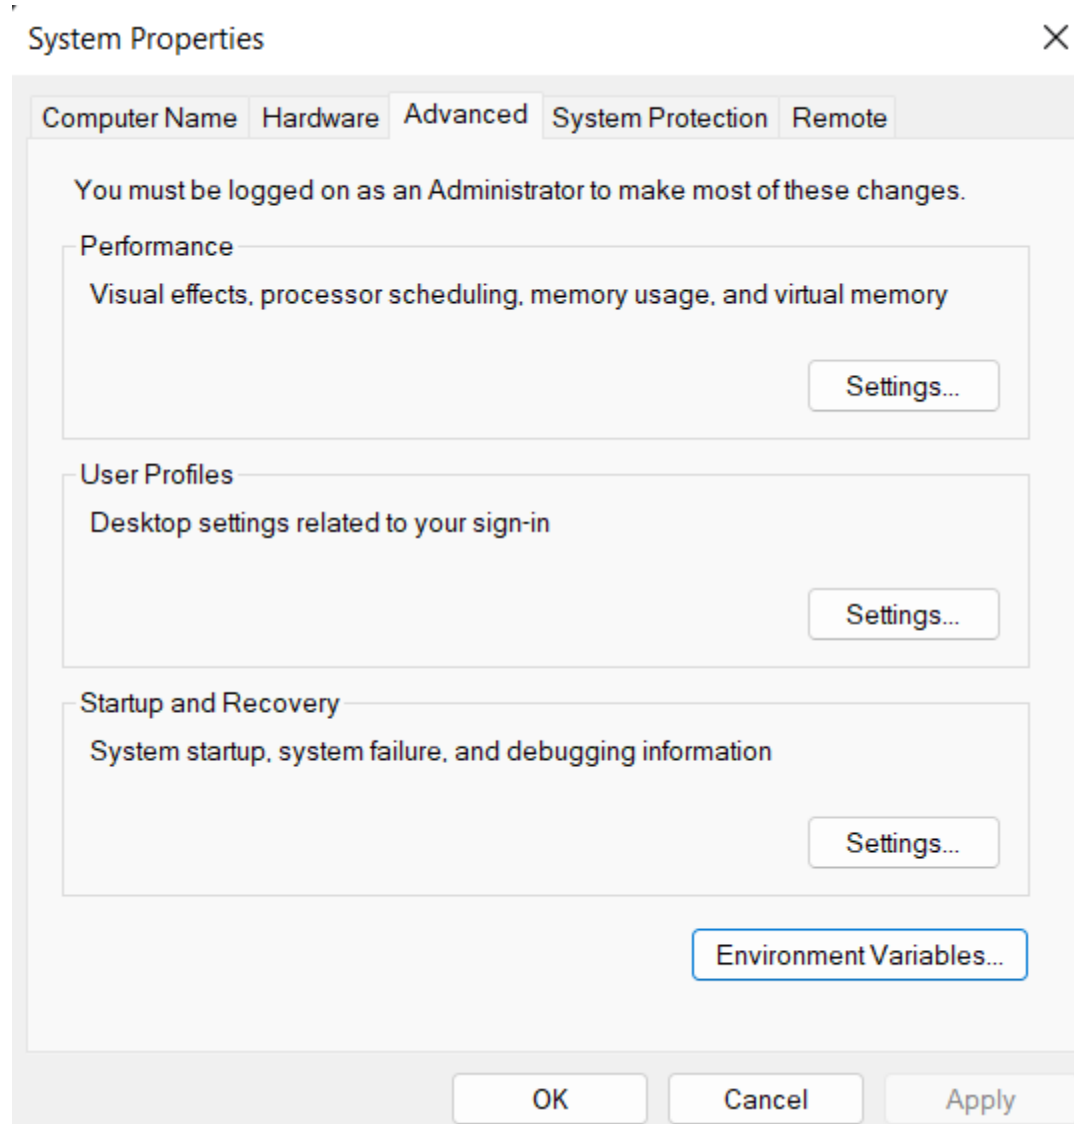 System Properties
Computer Name Hardware Advanced System Protection Remote
You must be logged on as an Administrator to make most of these changes.
Performance
Visual effects, processor scheduling, memory usage, and virtual memory
Settings...
User Profiles
Desktop settings related to your sign-in
Settings...
Startup and Recovery
System startup, system failure, and debugging information
Settings...
Environment Variables...
OK Cancel Apply